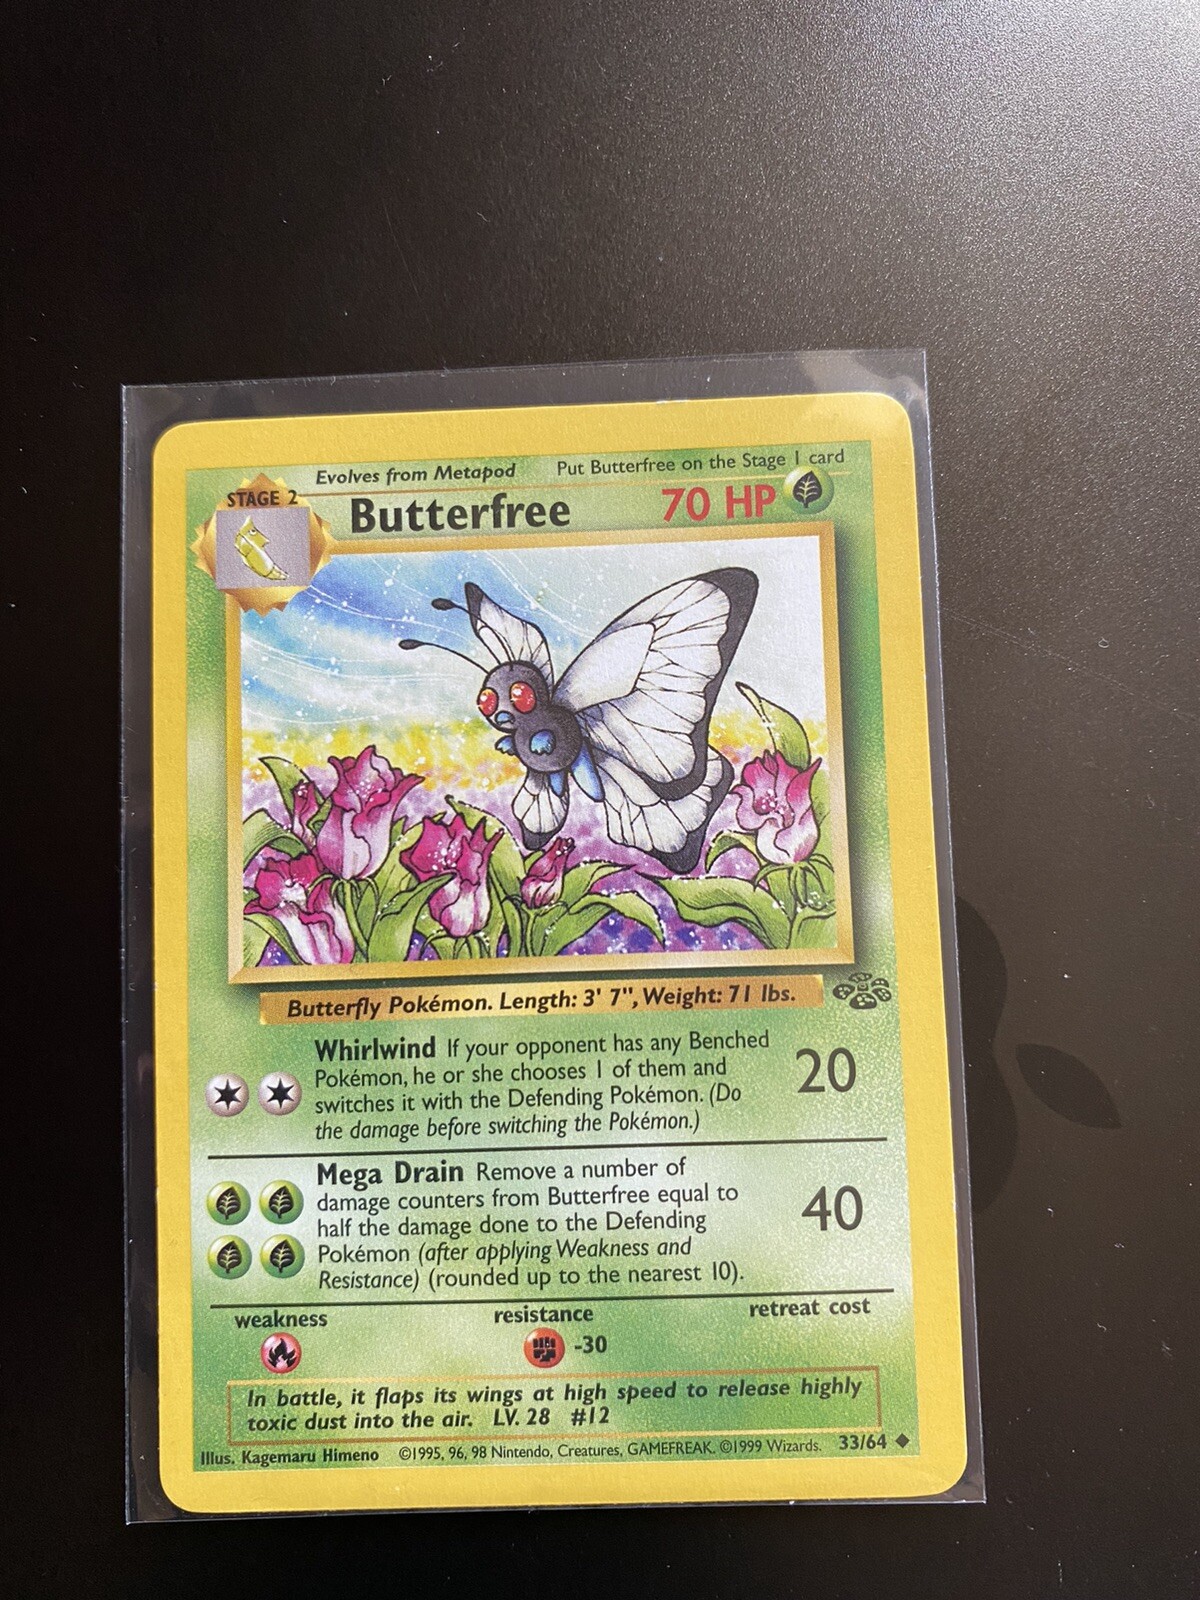 Evolves from Metapod Put Butterfree on the Stage 1 card
STAGE 2
Butterfree 70 HP
Butterfly Pokémon. Length: 3' 7", Weight: 71 lbs.
Whirlwind If your opponent has any Benched
Pokémon, he or she chooses 1 of them and
switches it with the Defending Pokémon. (Do
the damage before switching the Pokémon.)
20
Mega Drain Remove a number of
damage counters from Butterfree equal to
half the damage done to the Defending
Pokémon (after applying Weakness and
Resistance) (rounded up to the nearest 10).
40
weakness resistance retreat cost
-30
In battle, it flaps its wings at high speed to release highly
toxic dust into the air. LV. 28 #12
Illus. Kagemaru Himeno ©1995, 96, 98 Nintendo, Creatures, GAMEFREAK. ©1999 Wizards. 33/64